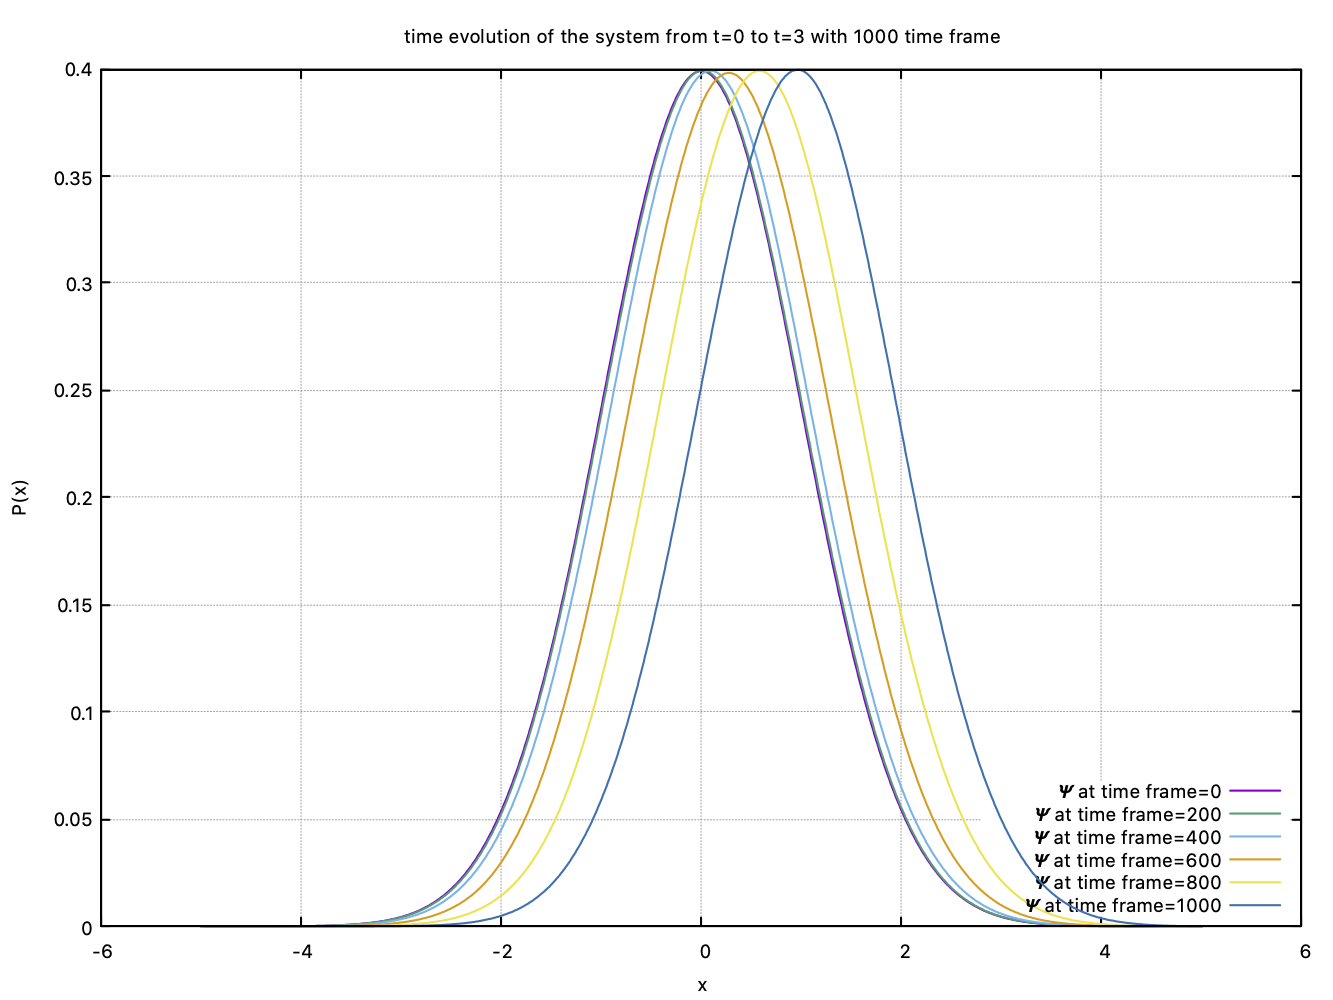 time evolution of the system from t=0 to t=3 with 1000 time frame
0.4
0.35
0.3
0.25
0.2
0.15
0.1
0.05
0
P(x)
Ψ at time frame=0
Ψ at time frame=200
Ψ at time frame=400
Ψ at time frame=600
Ψ at time frame=800
Ψ at time frame=1000
-6 -4 -2 0 2 4 6
x